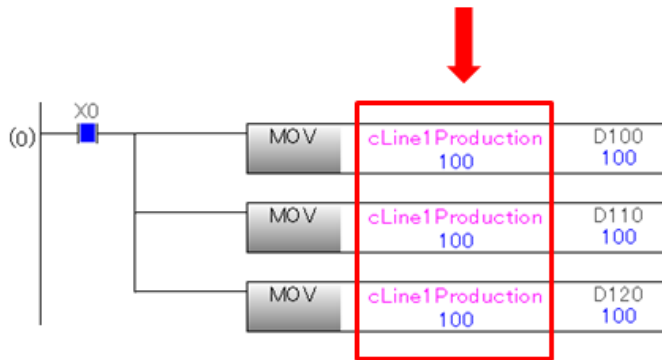 X0
(0)
MOV cLine1Production D100
100 100
MOV cLine1Production D110
100 100
MOV cLine1Production D120
100 100